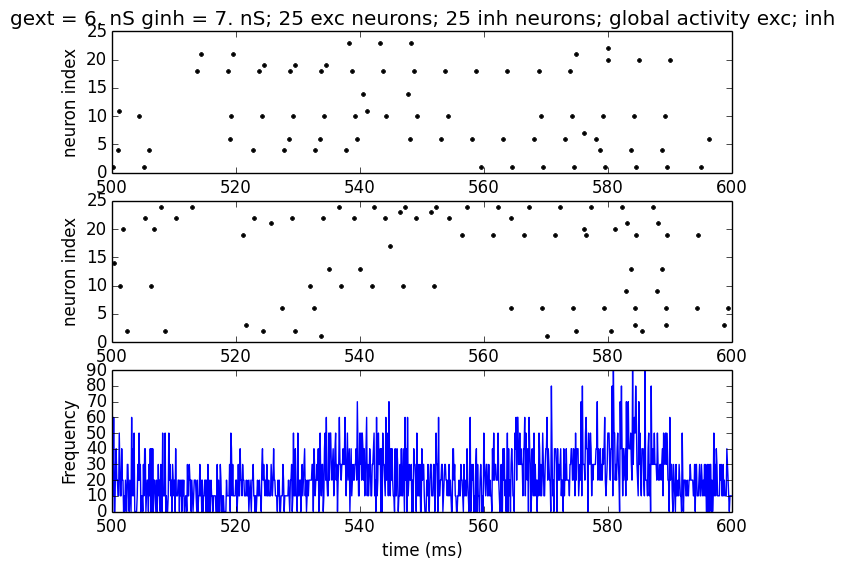 gext = 6. nS ginh = 7. nS; 25 exc neurons; 25 inh neurons; global activity exc; inh
25
20
15
10
5
0
neuron index
500 520 540 560 580 600
25
20
15
10
5
0
neuron index
500 520 540 560 580 600
90
80
70
60
50
40
30
20
10
0
Frequency
500 520 540 560 580 600
time (ms)